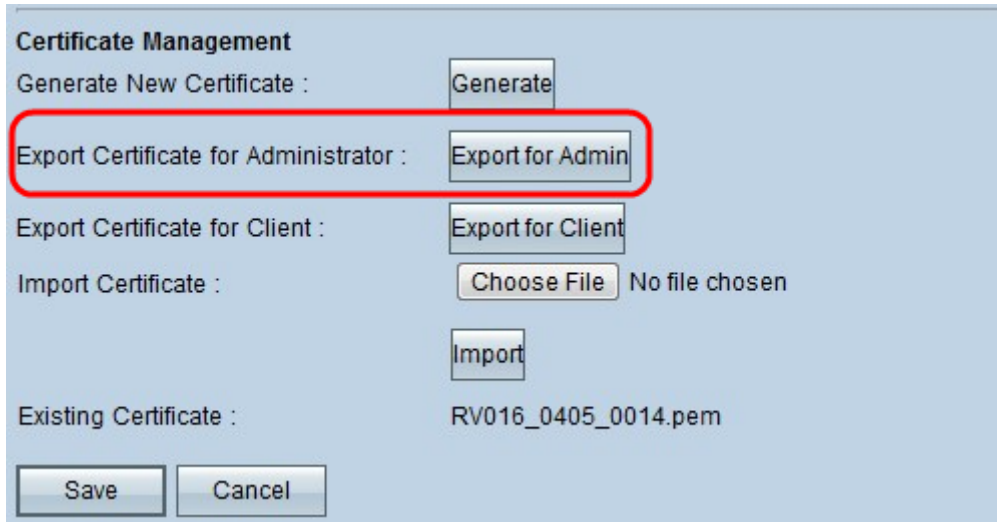 Certificate Management
Generate New Certificate : Generate
Export Certificate for Administrator : Export for Admin
Export Certificate for Client : Export for Client
Import Certificate : Choose File No file chosen
Import
Existing Certificate : RV016_0405_0014.pem
Save Cancel